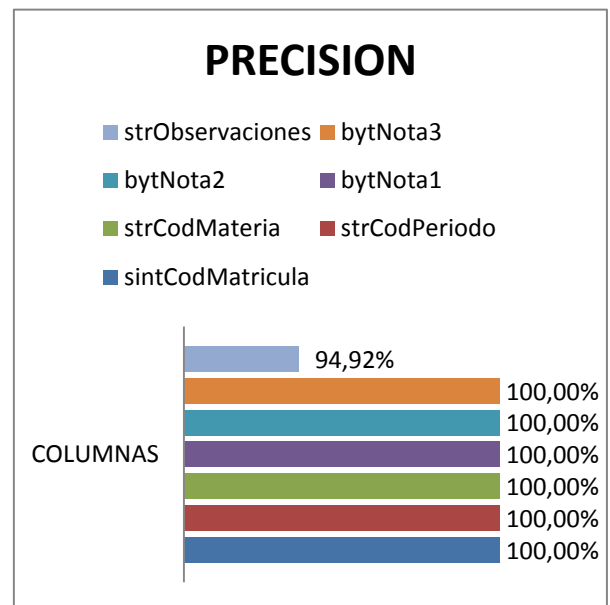 PRECISION
strObservaciones bytNota3
bytNota2 bytNota1
strCodMateria strCodPeriodo
sintCodMatricula
94,92%
100,00%
100,00%
COLUMNAS 100,00%
100,00%
100,00%
100,00%